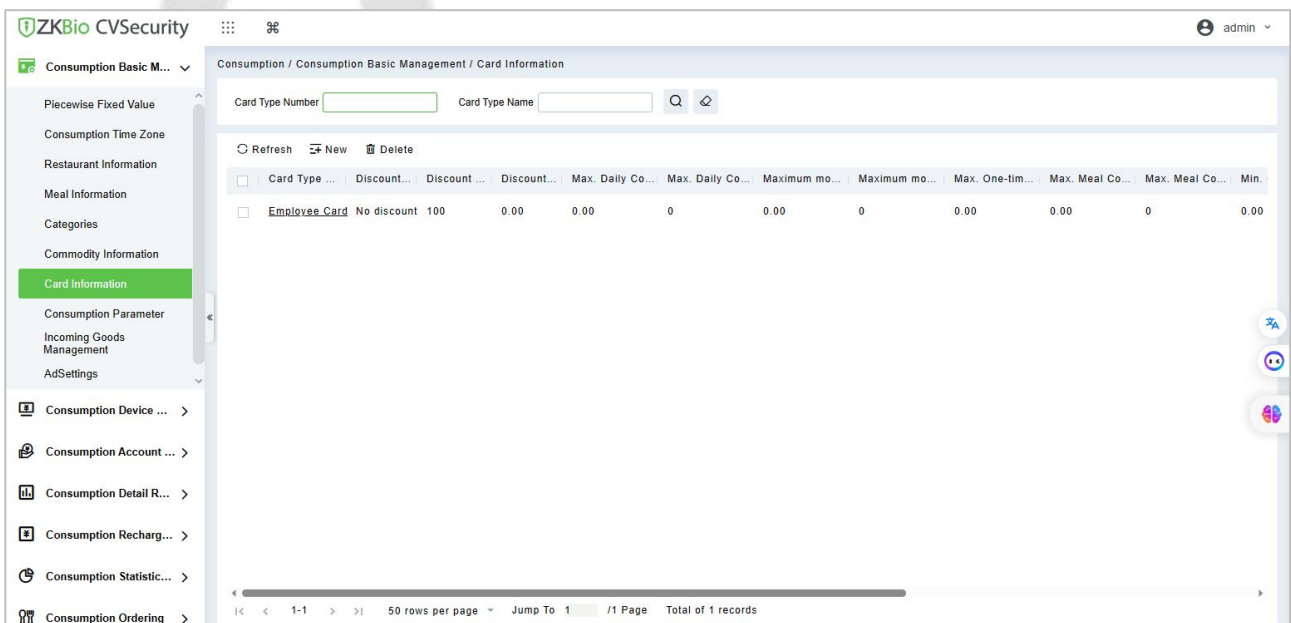 ZKBio CVSecurity
admin
Consumption Basic M...
Piecewise Fixed Value
Consumption Time Zone
Restaurant Information
Meal Information
Categories
Commodity Information
Card Information
Consumption Parameter
Incoming Goods
Management
AdSettings
Consumption Device ...
Consumption Account ...
Consumption Detail R...
Consumption Recharg...
Consumption Statistic...
Consumption Ordering
Consumption / Consumption Basic Management / Card Information
Card Type Number Card Type Name
Refresh New Delete
Card Type ... Discount... Discount ... Discount... Max. Daily Co... Max. Daily Co... Maximum mo... Maximum mo... Max. One-tim... Max. Meal Co... Max. Meal Co... Min.
Employee Card No discount 100 0.00 0.00 0 0.00 0 0.00 0.00 0 0.00
1-1 50 rows per page Jump To 1 /1 Page Total of 1 records